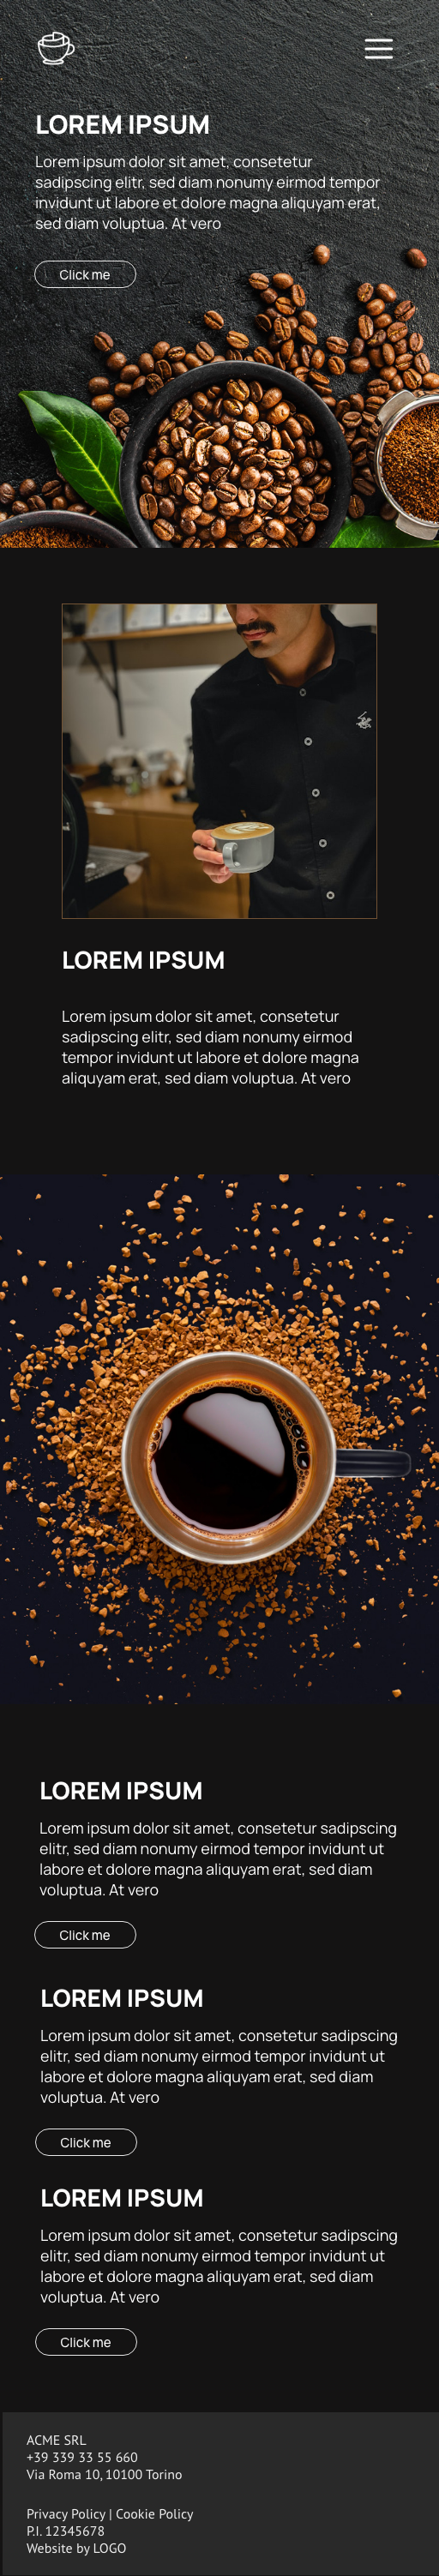 LOREM IPSUM
Lorem ipsum dolor sit amet, consetetur
sadipscing elitr, sed diam nonumy eirmod tempor
invidunt ut labore et dolore magna aliquyam erat,
sed diam voluptua. At vero
Click me
LOREM IPSUM
Lorem ipsum dolor sit amet, consetetur
sadipscing elitr, sed diam nonumy eirmod
tempor invidunt ut labore et dolore magna
aliquyam erat, sed diam voluptua. At vero
LOREM IPSUM
Lorem ipsum dolor sit amet, consetetur sadipscing
elitr, sed diam nonumy eirmod tempor invidunt ut
labore et dolore magna aliquyam erat, sed diam
voluptua. At vero
Click me
LOREM IPSUM
Lorem ipsum dolor sit amet, consetetur sadipscing
elitr, sed diam nonumy eirmod tempor invidunt ut
labore et dolore magna aliquyam erat, sed diam
voluptua. At vero
Click me
LOREM IPSUM
Lorem ipsum dolor sit amet, consetetur sadipscing
elitr, sed diam nonumy eirmod tempor invidunt ut
labore et dolore magna aliquyam erat, sed diam
voluptua. At vero
Click me
ACME SRL
+39 339 33 55 660
Via Roma 10, 10100 Torino
Privacy Policy | Cookie Policy
P.I. 12345678
Website by LOGO